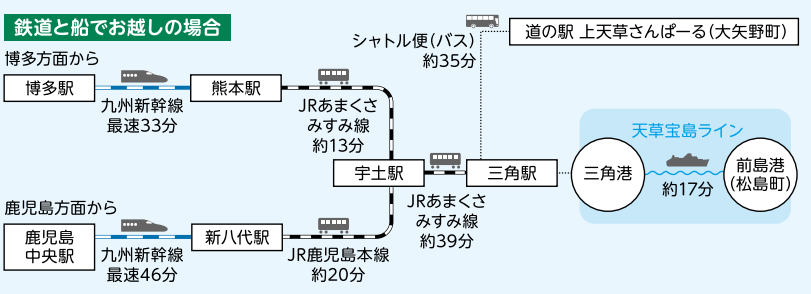 鉄道と船でお越しの場合
博多方面から
博多駅
九州新幹線
最速33分
熊本駅
JRあまくさ
みすみ線
約13分
シャトル便(バス)
約35分
道の駅 上天草さんぱーる(大矢野町)
宇土駅
JRあまくさ
みすみ線
約39分
三角駅
天草宝島ライン
三角港
約17分
前島港
(松島町)
鹿児島方面から
鹿児島
中央駅
九州新幹線
最速46分
新八代駅
JR鹿児島本線
約20分